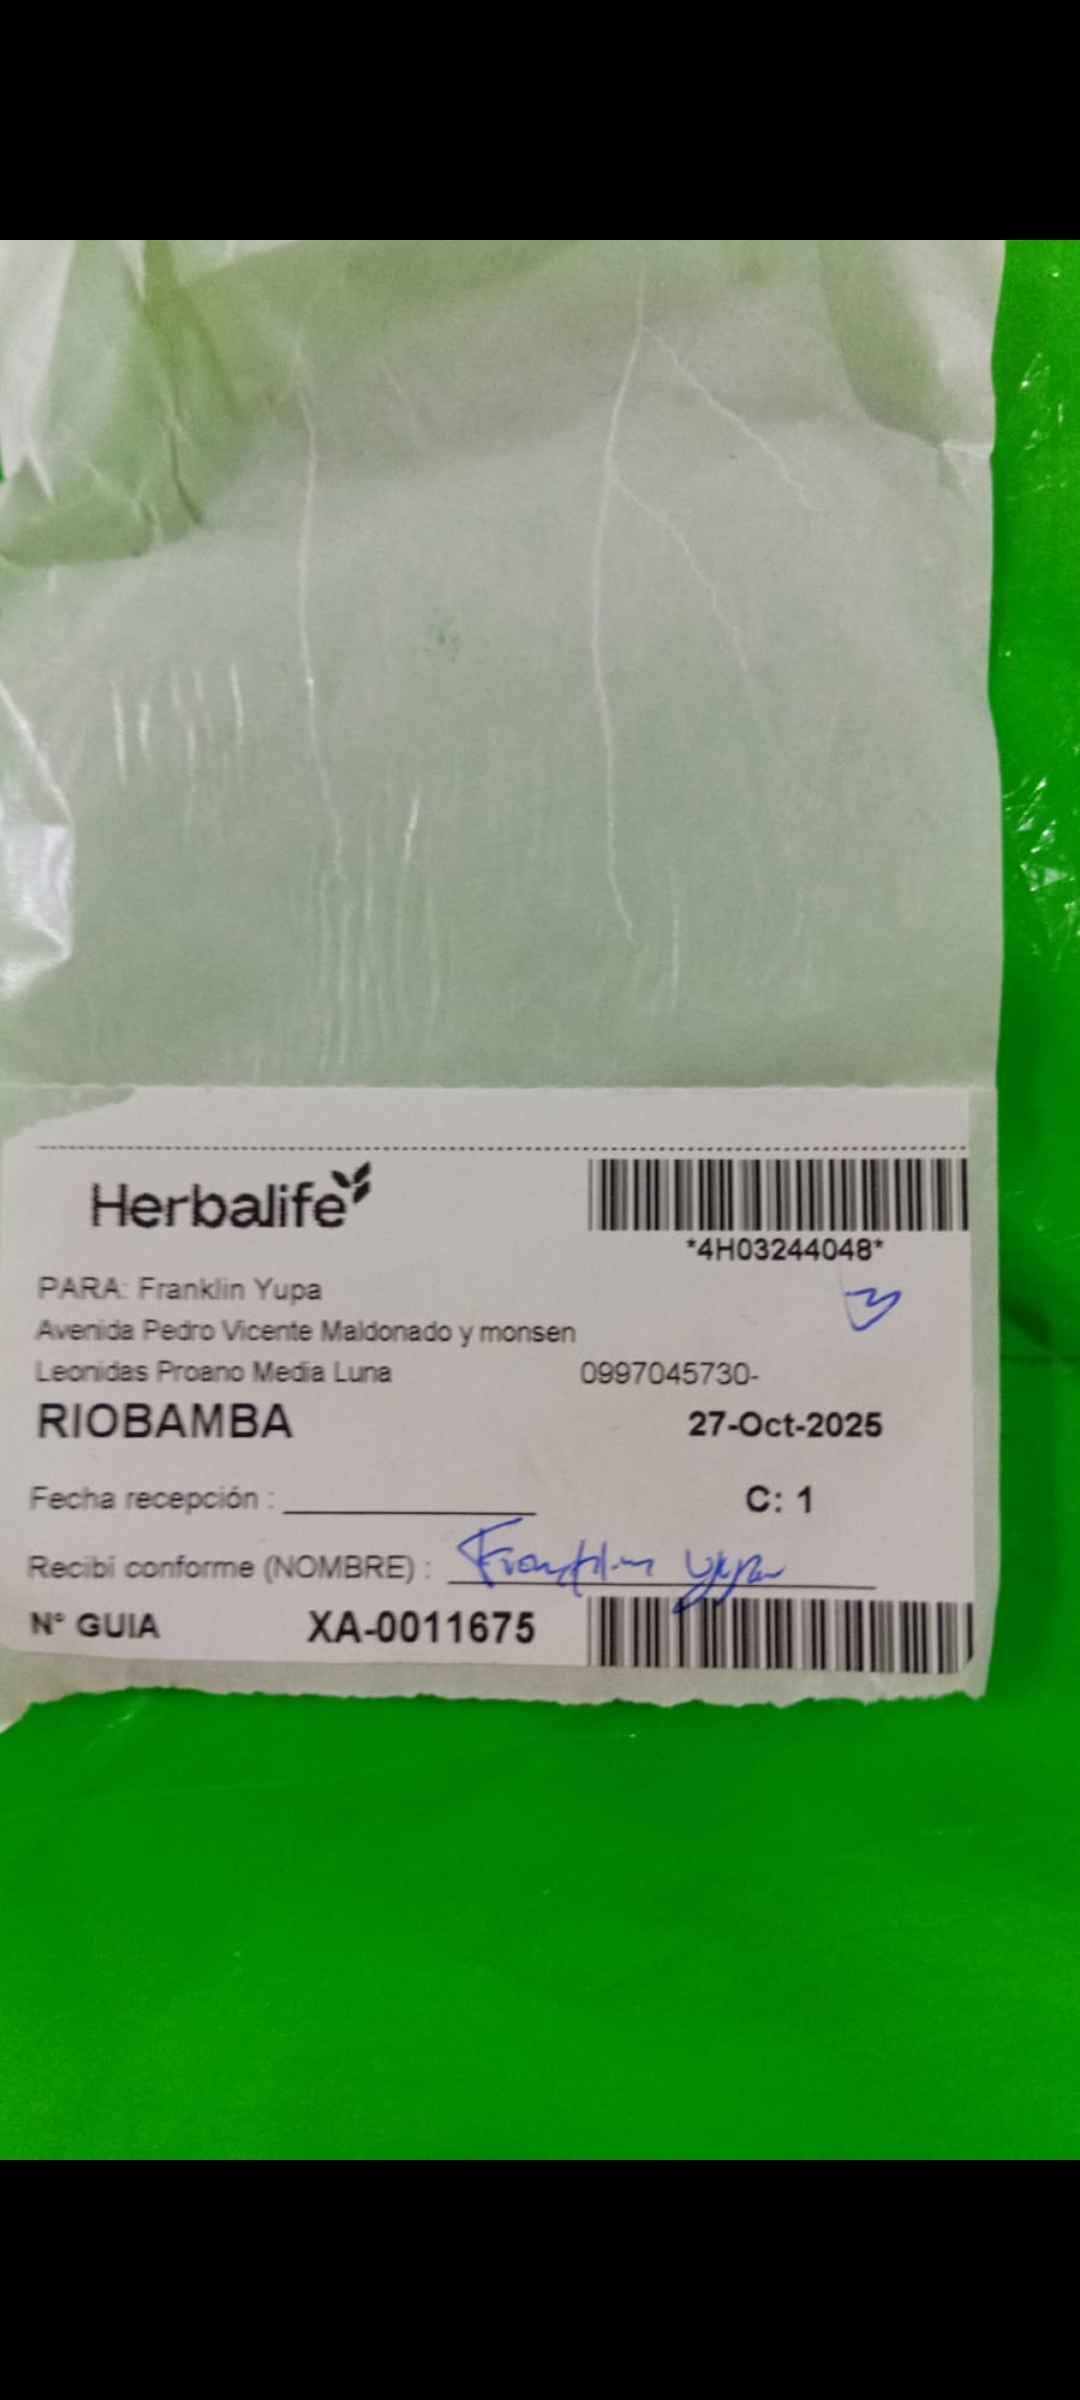 Herbalife
*4H03244048*
PARA: Franklin Yupa
Avenida Pedro Vicente Maldonado y monsen
Leonidas Proano Media Luna 0997045730-
RIOBAMBA 27-Oct-2025
Fecha recepción : C: 1
Recibí conforme (NOMBRE) : Franklin Yupa
N° GUIA XA-0011675